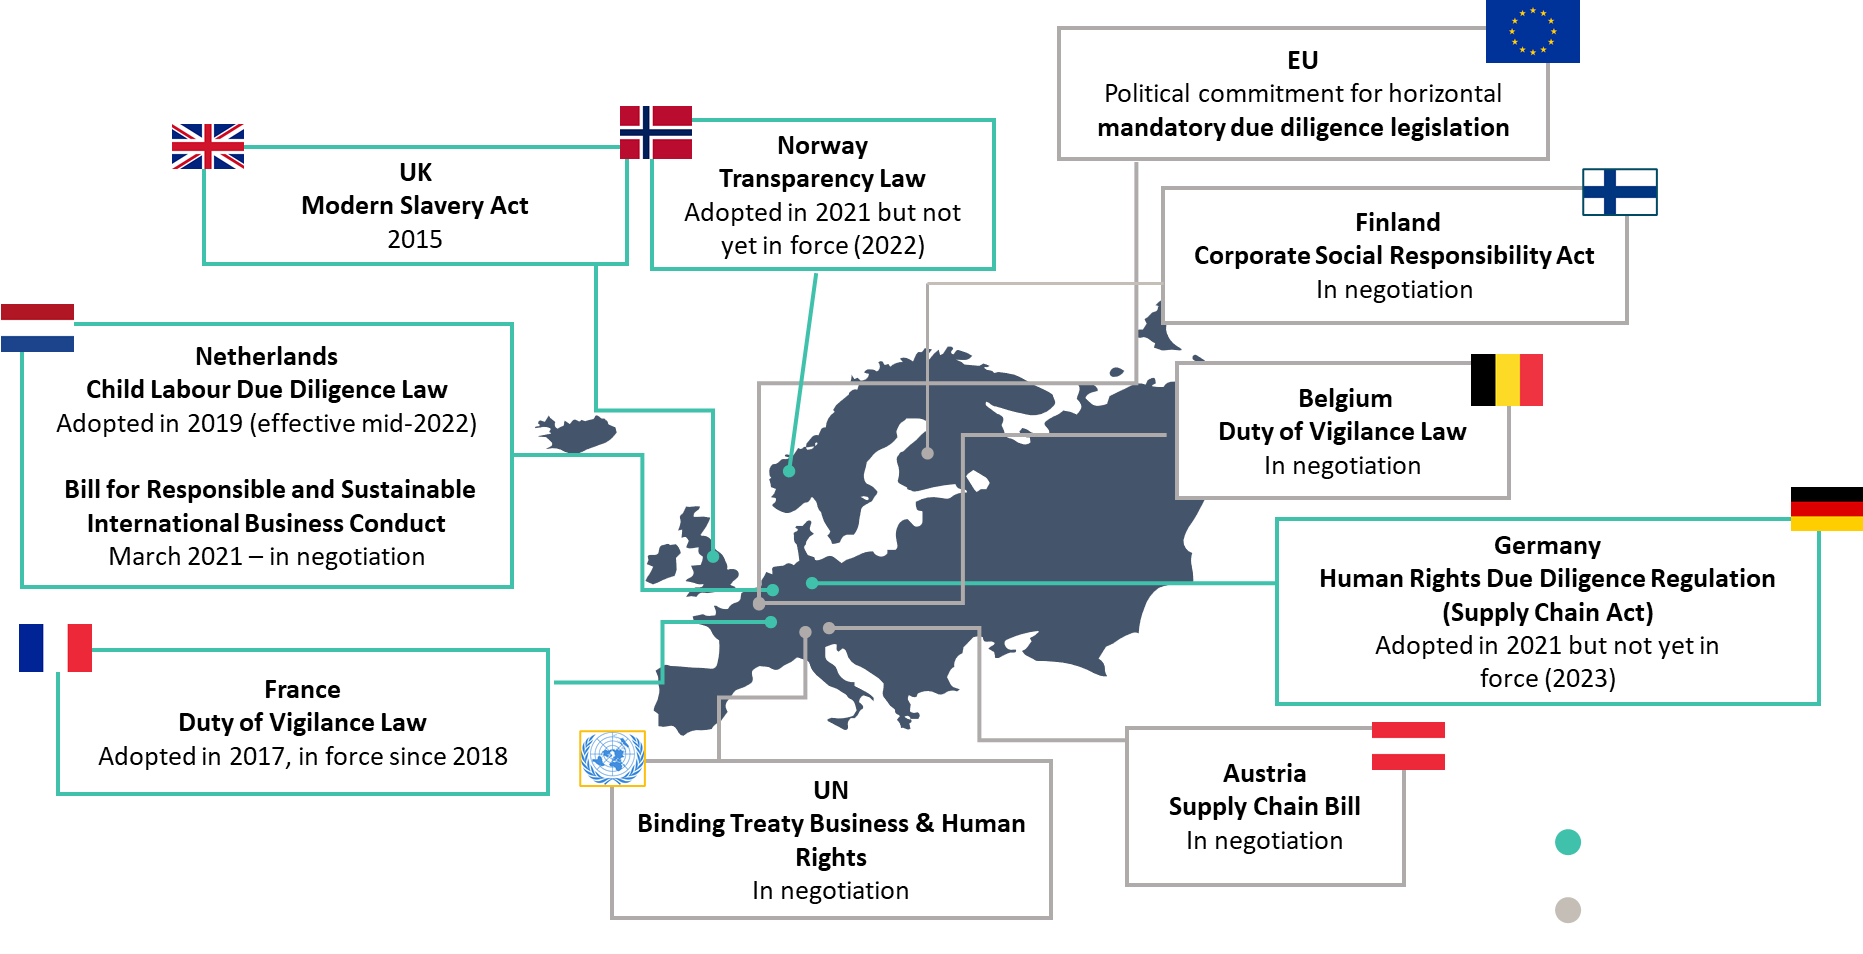 EU
Political commitment for horizontal
mandatory due diligence legislation
UK
Modern Slavery Act
2015
Norway
Transparency Law
Adopted in 2021 but not
yet in force (2022)
Finland
Corporate Social Responsibility Act
In negotiation
Netherlands
Child Labour Due Diligence Law
Adopted in 2019 (effective mid-2022)
Bill for Responsible and Sustainable
International Business Conduct
March 2021 – in negotiation
Belgium
Duty of Vigilance Law
In negotiation
Germany
Human Rights Due Diligence Regulation
(Supply Chain Act)
Adopted in 2021 but not yet in
force (2023)
France
Duty of Vigilance Law
Adopted in 2017, in force since 2018
UN
Binding Treaty Business & Human
Rights
In negotiation
Austria
Supply Chain Bill
In negotiation